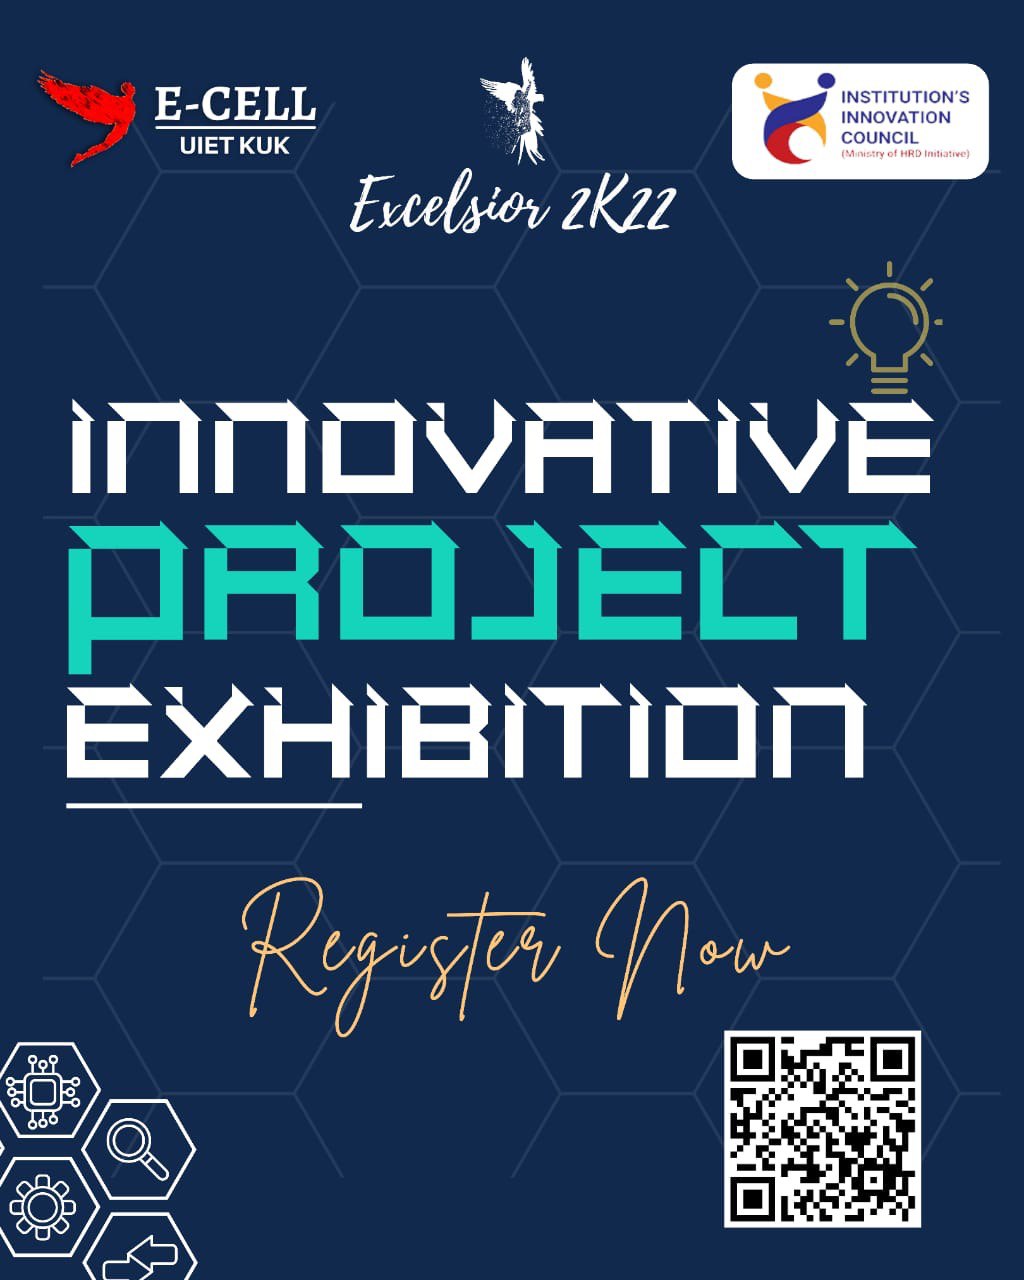 E-CELL
UIET KUK
Excelsior 2K22
INSTITUTION'S
INNOVATION
COUNCIL
(Ministry of HRD Initiative)
INNOVATIVE
PROJECT
EXHIBITION
Register Now